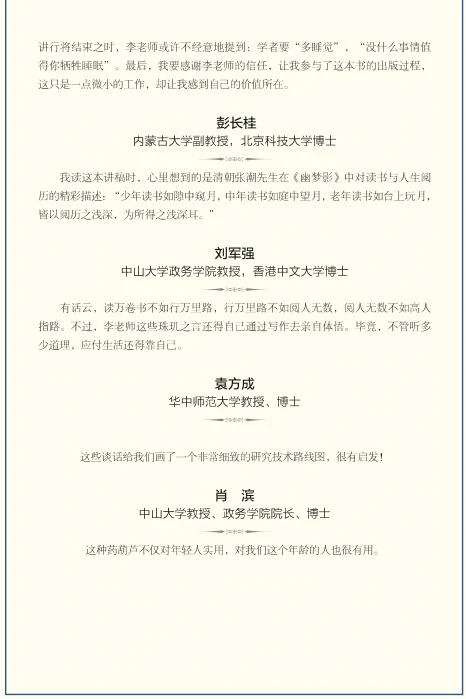 讲行将结束之时，李老师或许不经意地提到：学者要“多睡觉”，“没什么事情值
得你牺牲睡眠”。最后，我要感谢李老师的信任，让我参与了这本书的出版过程，
这只是一点微小的工作，却让我感到自己的价值所在。
彭长桂
内蒙古大学副教授，北京科技大学博士
我读这本讲稿时，心里想到的是清朝张潮先生在《幽梦影》中对读书与人生阅
历的精彩描述：“少年读书如隙中窥月，中年读书如庭中望月，老年读书如台上玩月，
皆以阅历之浅深，为所得之浅深耳。”
刘军强
中山大学政务学院教授，香港中文大学博士
有话云，读万卷书不如行万里路，行万里路不如阅人无数，阅人无数不如高人
指路。不过，李老师这些珠玑之言还得自己通过写作去亲自体悟。毕竟，不管听多
少道理，应付生活还得靠自己。
袁方成
华中师范大学教授、博士
这些谈话给我们画了一个非常细致的研究技术路线图，很有启发！
肖　滨
中山大学教授、政务学院院长、博士
这种药葫芦不仅对年轻人实用，对我们这个年龄的人也很有用。